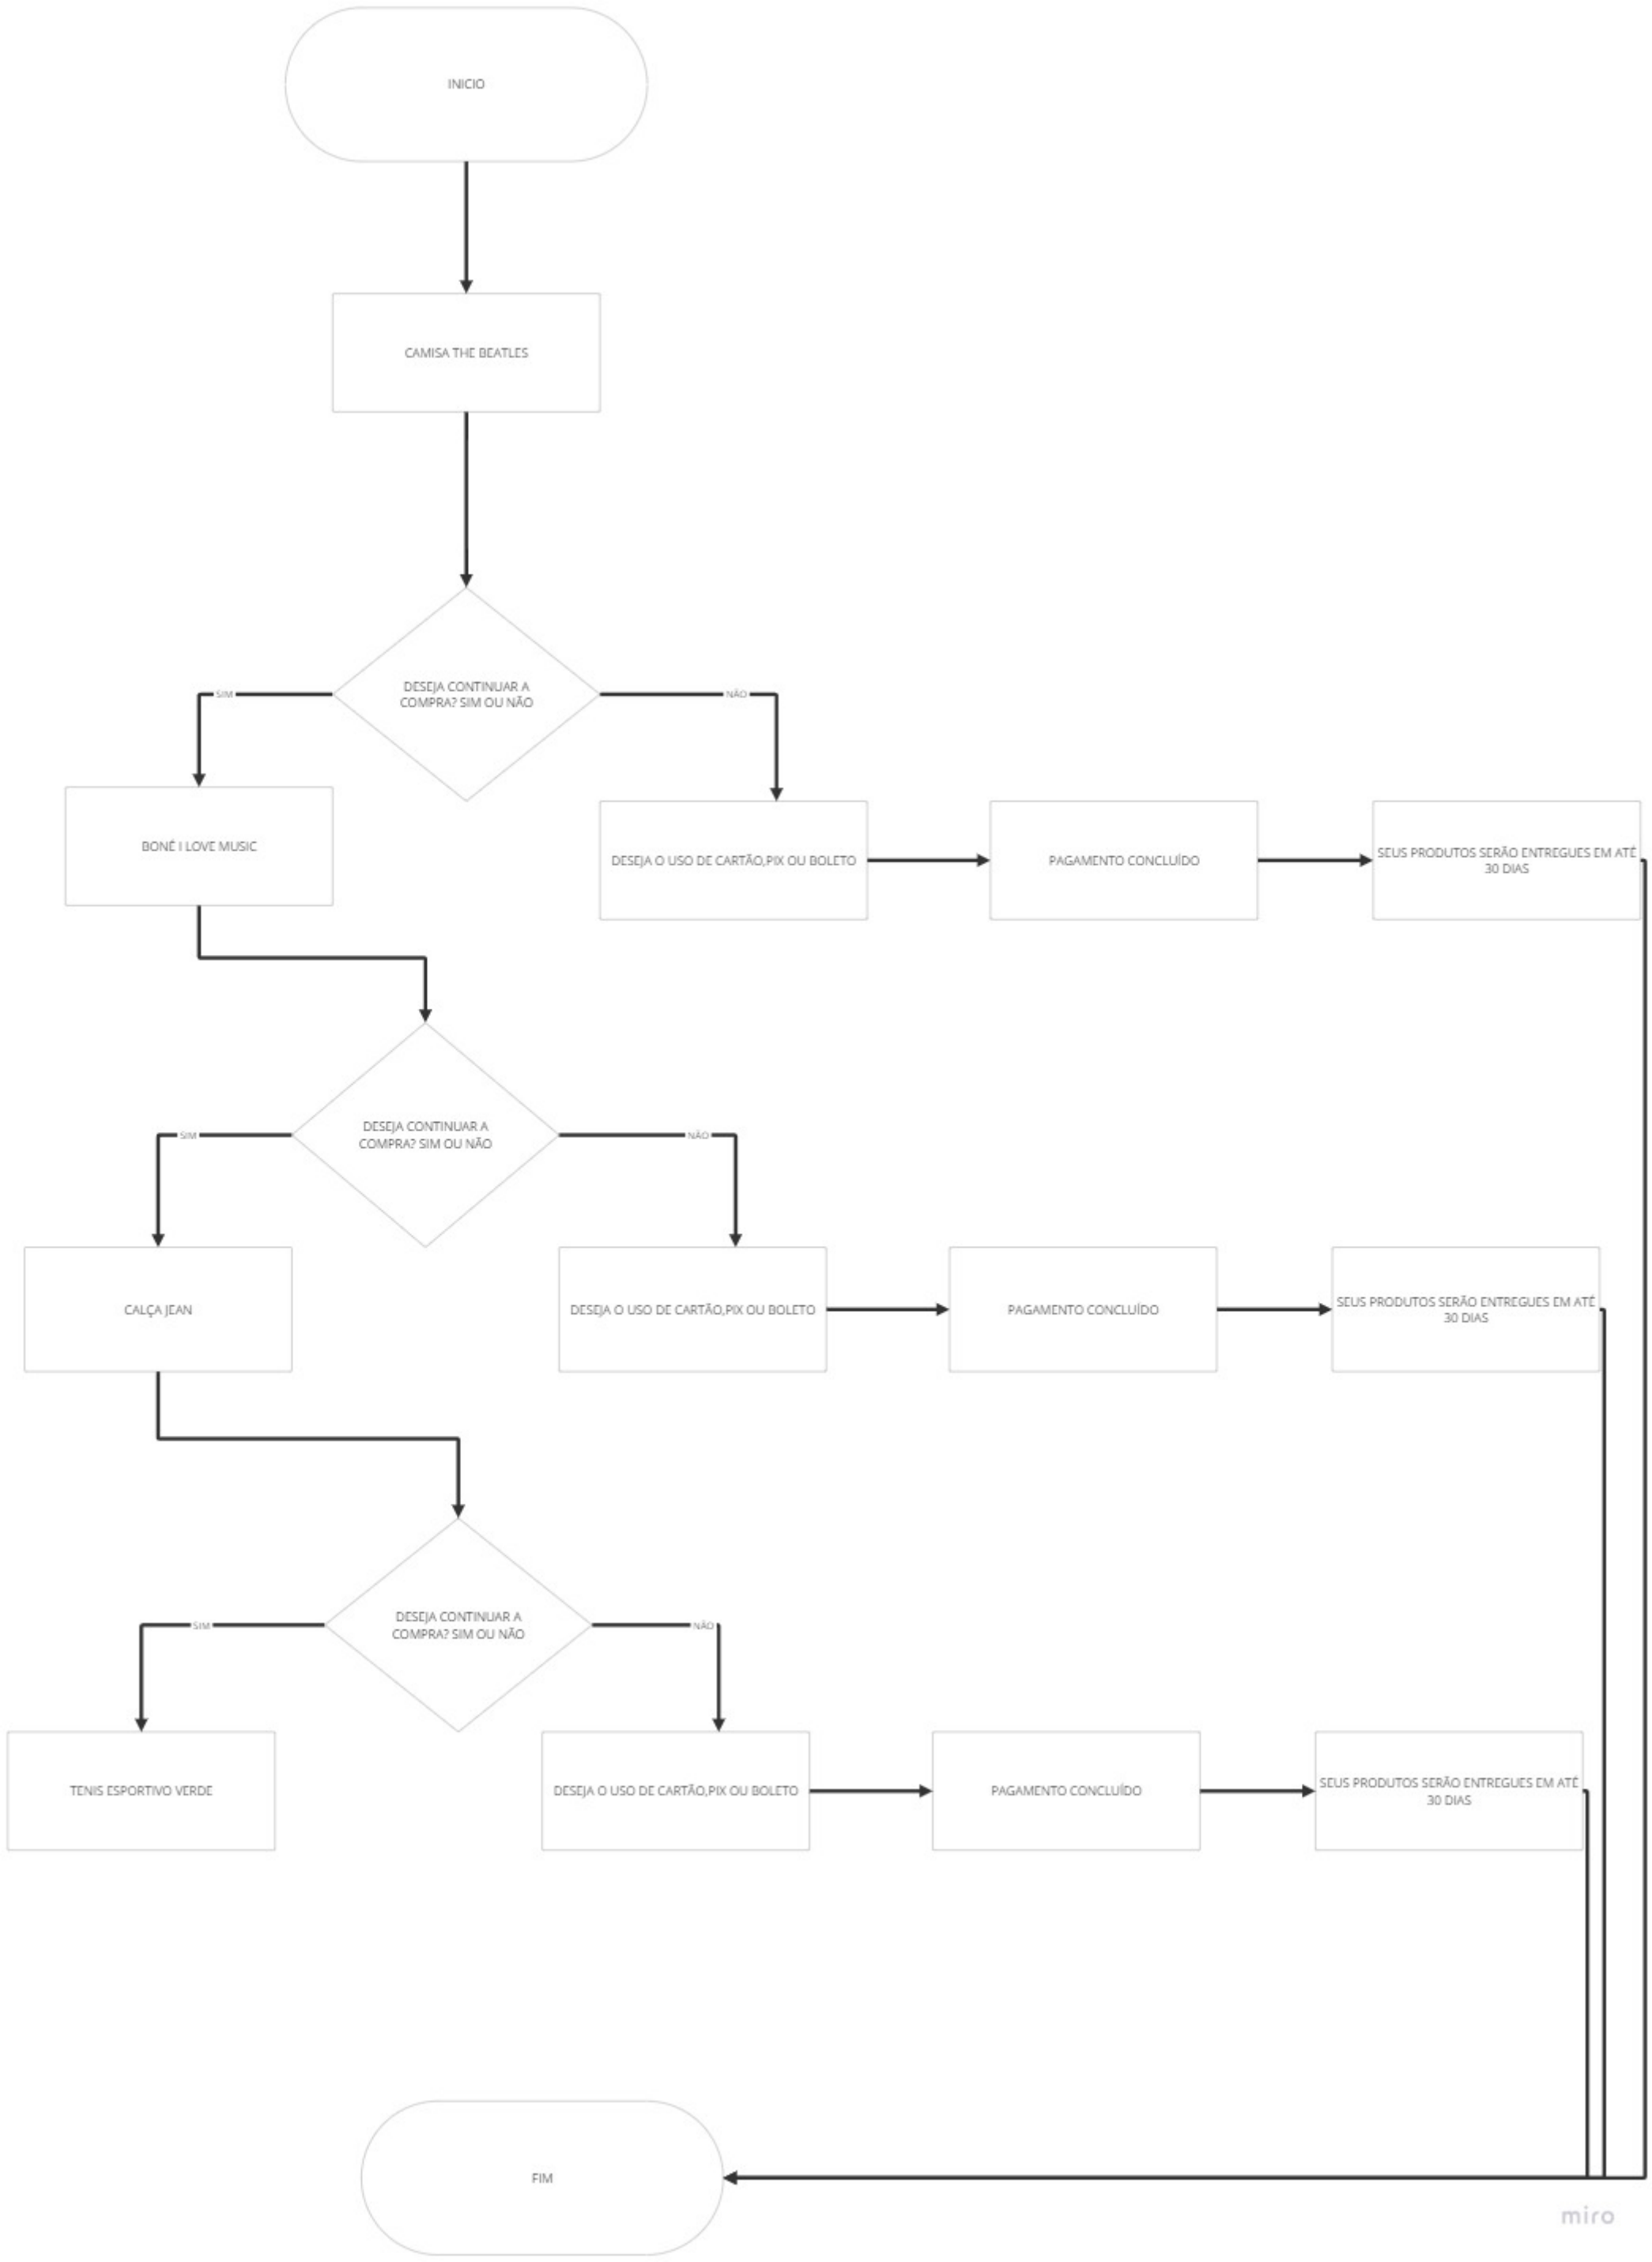 INICIO
CAMISA THE BEATLES
DESEJA CONTINUAR A
COMPRA? SIM OU NÃO
SIM
NÃO
BONÉ I LOVE MUSIC
DESEJA O USO DE CARTÃO,PIX OU BOLETO
PAGAMENTO CONCLUÍDO
SEUS PRODUTOS SERÃO ENTREGUES EM ATÉ
30 DIAS
DESEJA CONTINUAR A
COMPRA? SIM OU NÃO
SIM
NÃO
CALÇA JEAN
DESEJA O USO DE CARTÃO,PIX OU BOLETO
PAGAMENTO CONCLUÍDO
SEUS PRODUTOS SERÃO ENTREGUES EM ATÉ
30 DIAS
DESEJA CONTINUAR A
COMPRA? SIM OU NÃO
SIM
NÃO
TENIS ESPORTIVO VERDE
DESEJA O USO DE CARTÃO,PIX OU BOLETO
PAGAMENTO CONCLUÍDO
SEUS PRODUTOS SERÃO ENTREGUES EM ATÉ
30 DIAS
FIM
miro